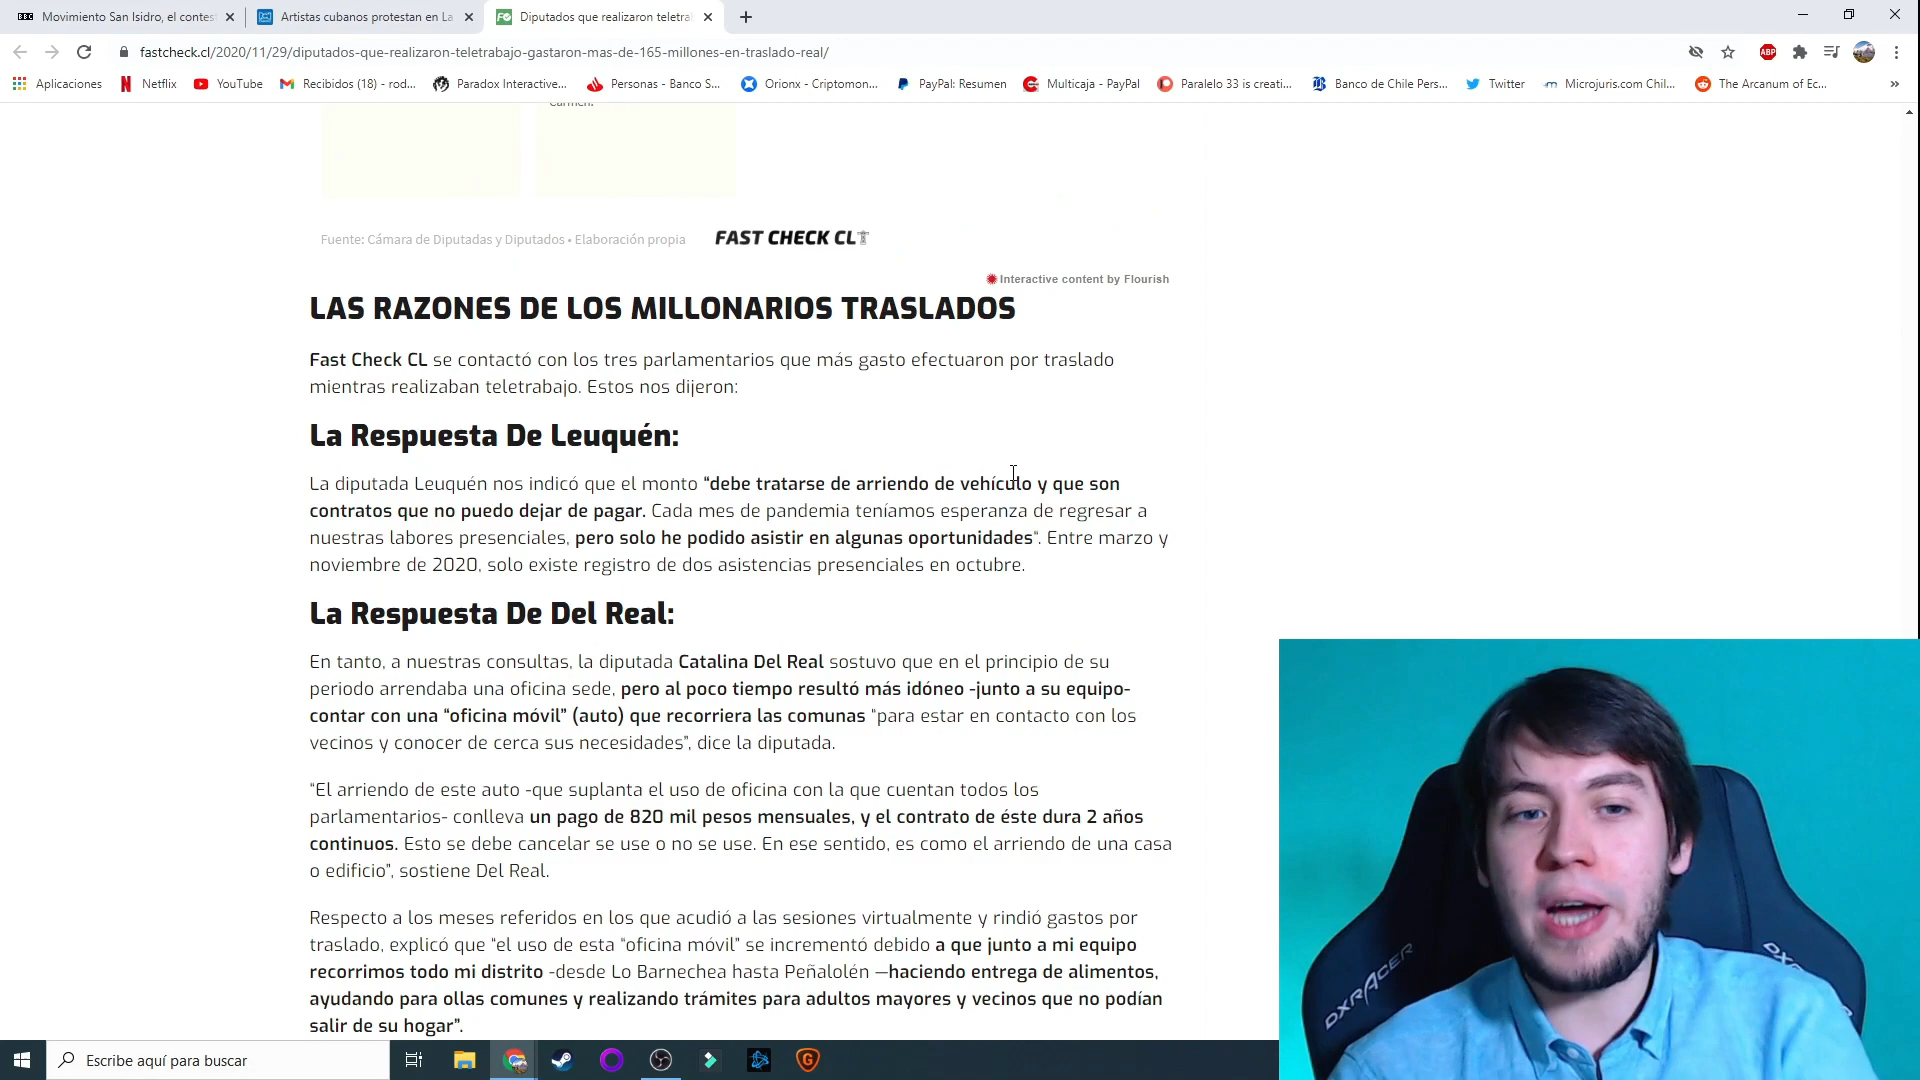 Movimiento San Isidro, el contest
Artistas cubanos protestan en La
Diputados que realizaron teletrab
fastcheck.cl/2020/11/29/diputados-que-realizaron-teletrabajo-gastaron-mas-de-165-millones-en-traslado-real/
Aplicaciones
Netflix
YouTube
Recibidos (18) - rod...
Paradox Interactive...
Personas - Banco S...
Orionx - Criptomon...
PayPal: Resumen
Multicaja - PayPal
Paralelo 33 is creati...
Banco de Chile Pers...
Twitter
Microjuris.com Chil...
The Arcanum of Ec...
Carmen.
Fuente: Cámara de Diputadas y Diputados • Elaboración propia
FAST CHECK CL
Interactive content by Flourish
LAS RAZONES DE LOS MILLONARIOS TRASLADOS
Fast Check CL se contactó con los tres parlamentarios que más gasto efectuaron por traslado
mientras realizaban teletrabajo. Estos nos dijeron:
La Respuesta De Leuquén:
La diputada Leuquén nos indicó que el monto “debe tratarse de arriendo de vehículo y que son
contratos que no puedo dejar de pagar. Cada mes de pandemia teníamos esperanza de regresar a
nuestras labores presenciales, pero solo he podido asistir en algunas oportunidades“. Entre marzo y
noviembre de 2020, solo existe registro de dos asistencias presenciales en octubre.
La Respuesta De Del Real:
En tanto, a nuestras consultas, la diputada Catalina Del Real sostuvo que en el principio de su
periodo arrendaba una oficina sede, pero al poco tiempo resultó más idóneo -junto a su equipo-
contar con una “oficina móvil” (auto) que recorriera las comunas “para estar en contacto con los
vecinos y conocer de cerca sus necesidades”, dice la diputada.
“El arriendo de este auto -que suplanta el uso de oficina con la que cuentan todos los
parlamentarios- conlleva un pago de 820 mil pesos mensuales, y el contrato de éste dura 2 años
continuos. Esto se debe cancelar se use o no se use. En ese sentido, es como el arriendo de una casa
o edificio”, sostiene Del Real.
Respecto a los meses referidos en los que acudió a las sesiones virtualmente y rindió gastos por
traslado, explicó que “el uso de esta “oficina móvil” se incrementó debido a que junto a mi equipo
recorrimos todo mi distrito -desde Lo Barnechea hasta Peñalolén —haciendo entrega de alimentos,
ayudando para ollas comunes y realizando trámites para adultos mayores y vecinos que no podían
salir de su hogar”.
DXRACER
Escribe aquí para buscar